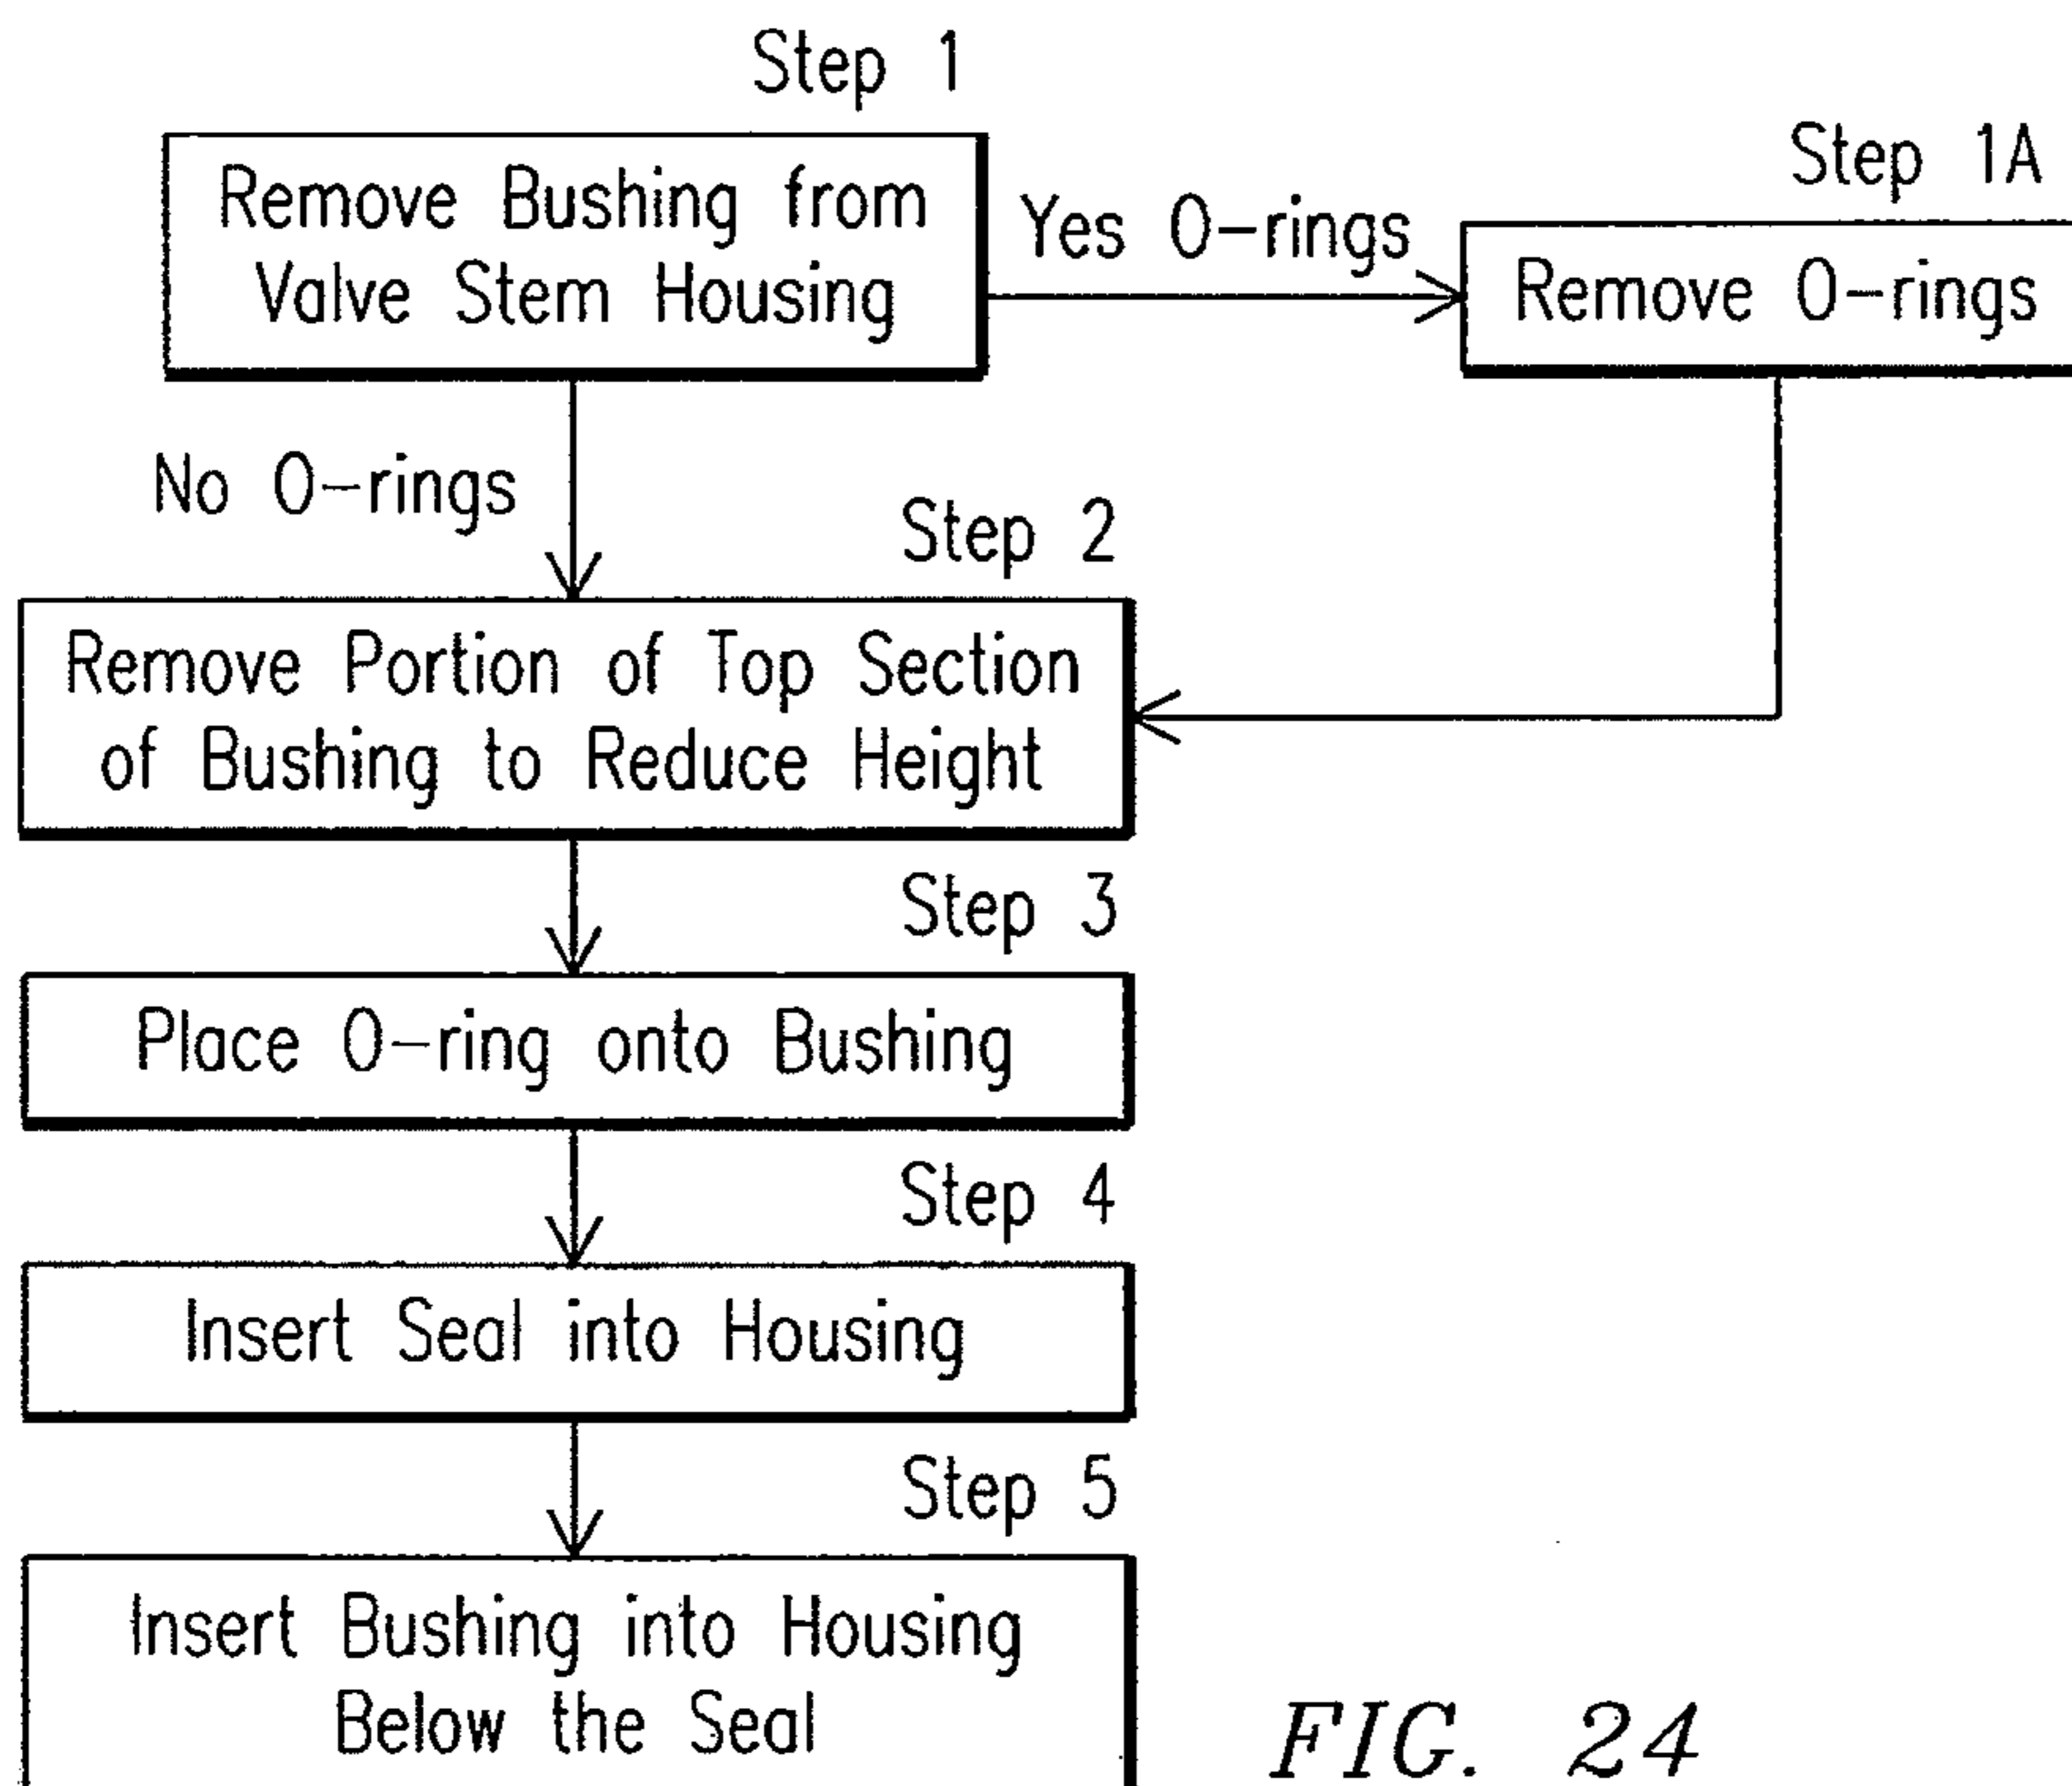 Step 1
Remove Bushing from
Valve Stem Housing
Yes O-rings
Step 1A
Remove O-rings
No O-rings
Step 2
Remove Portion of Top Section
of Bushing to Reduce Height
Step 3
Place O-ring onto Bushing
Step 4
Insert Seal into Housing
Step 5
Insert Bushing into Housing
Below the Seal
FIG. 24